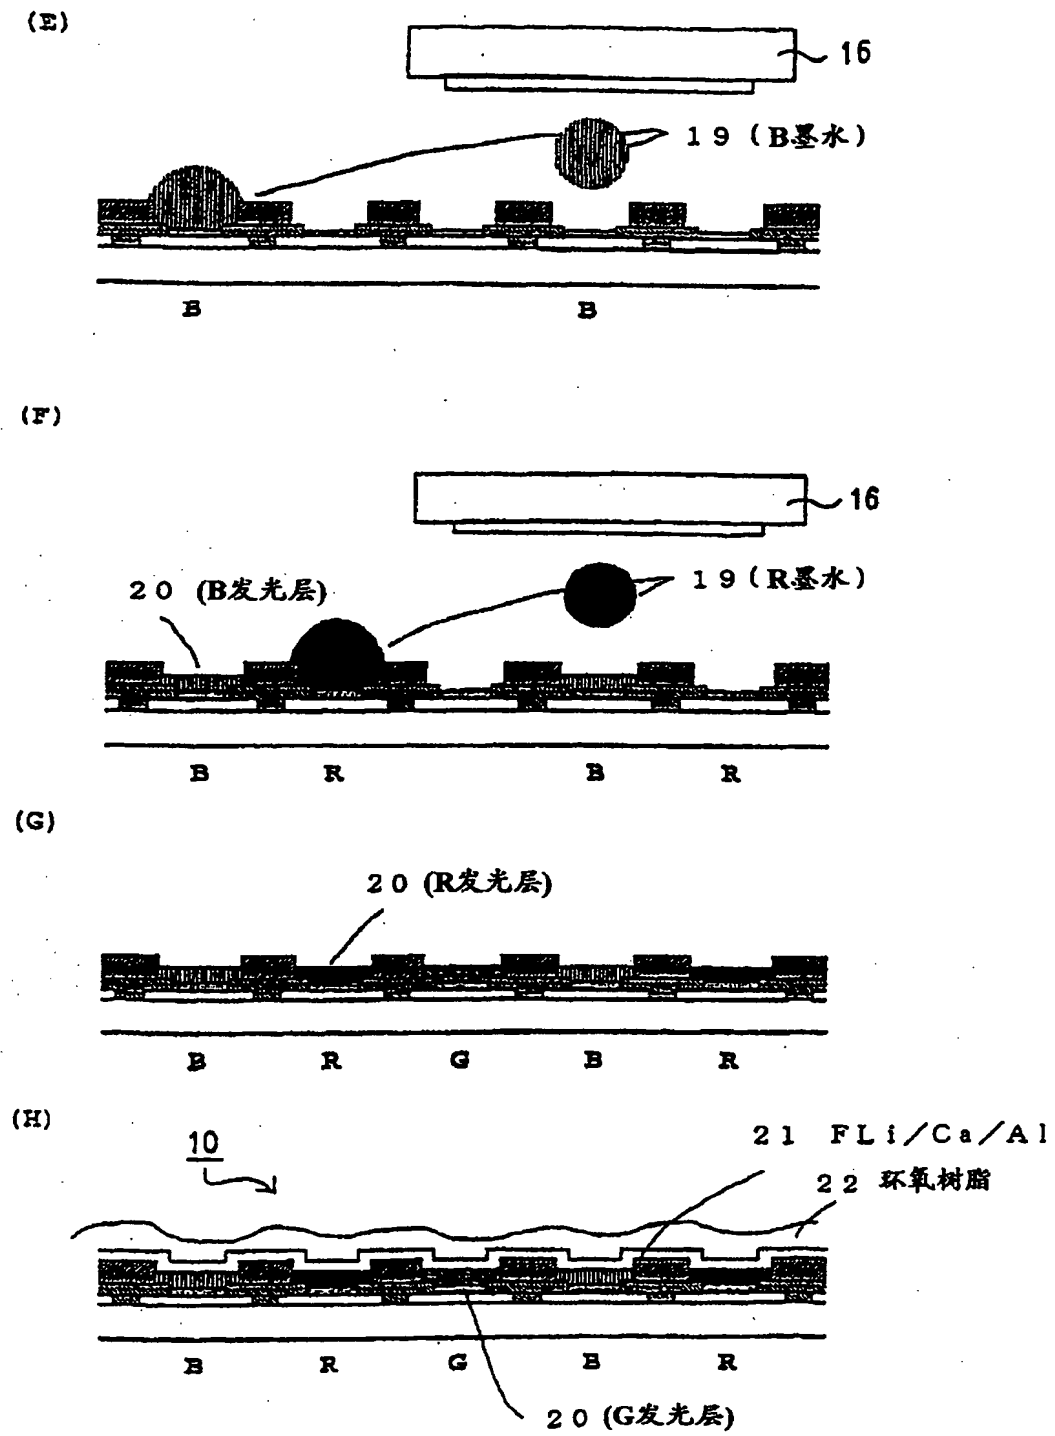 (E)
16
19(B墨水)
B B
(F)
16
19(R墨水)
20 (B发光层)
B R B R
(G)
20 (R发光层)
B R G B R
(H)
10
21 FLi/Ca/Al
22 环氧树脂
B R G B R
20 (G发光层)